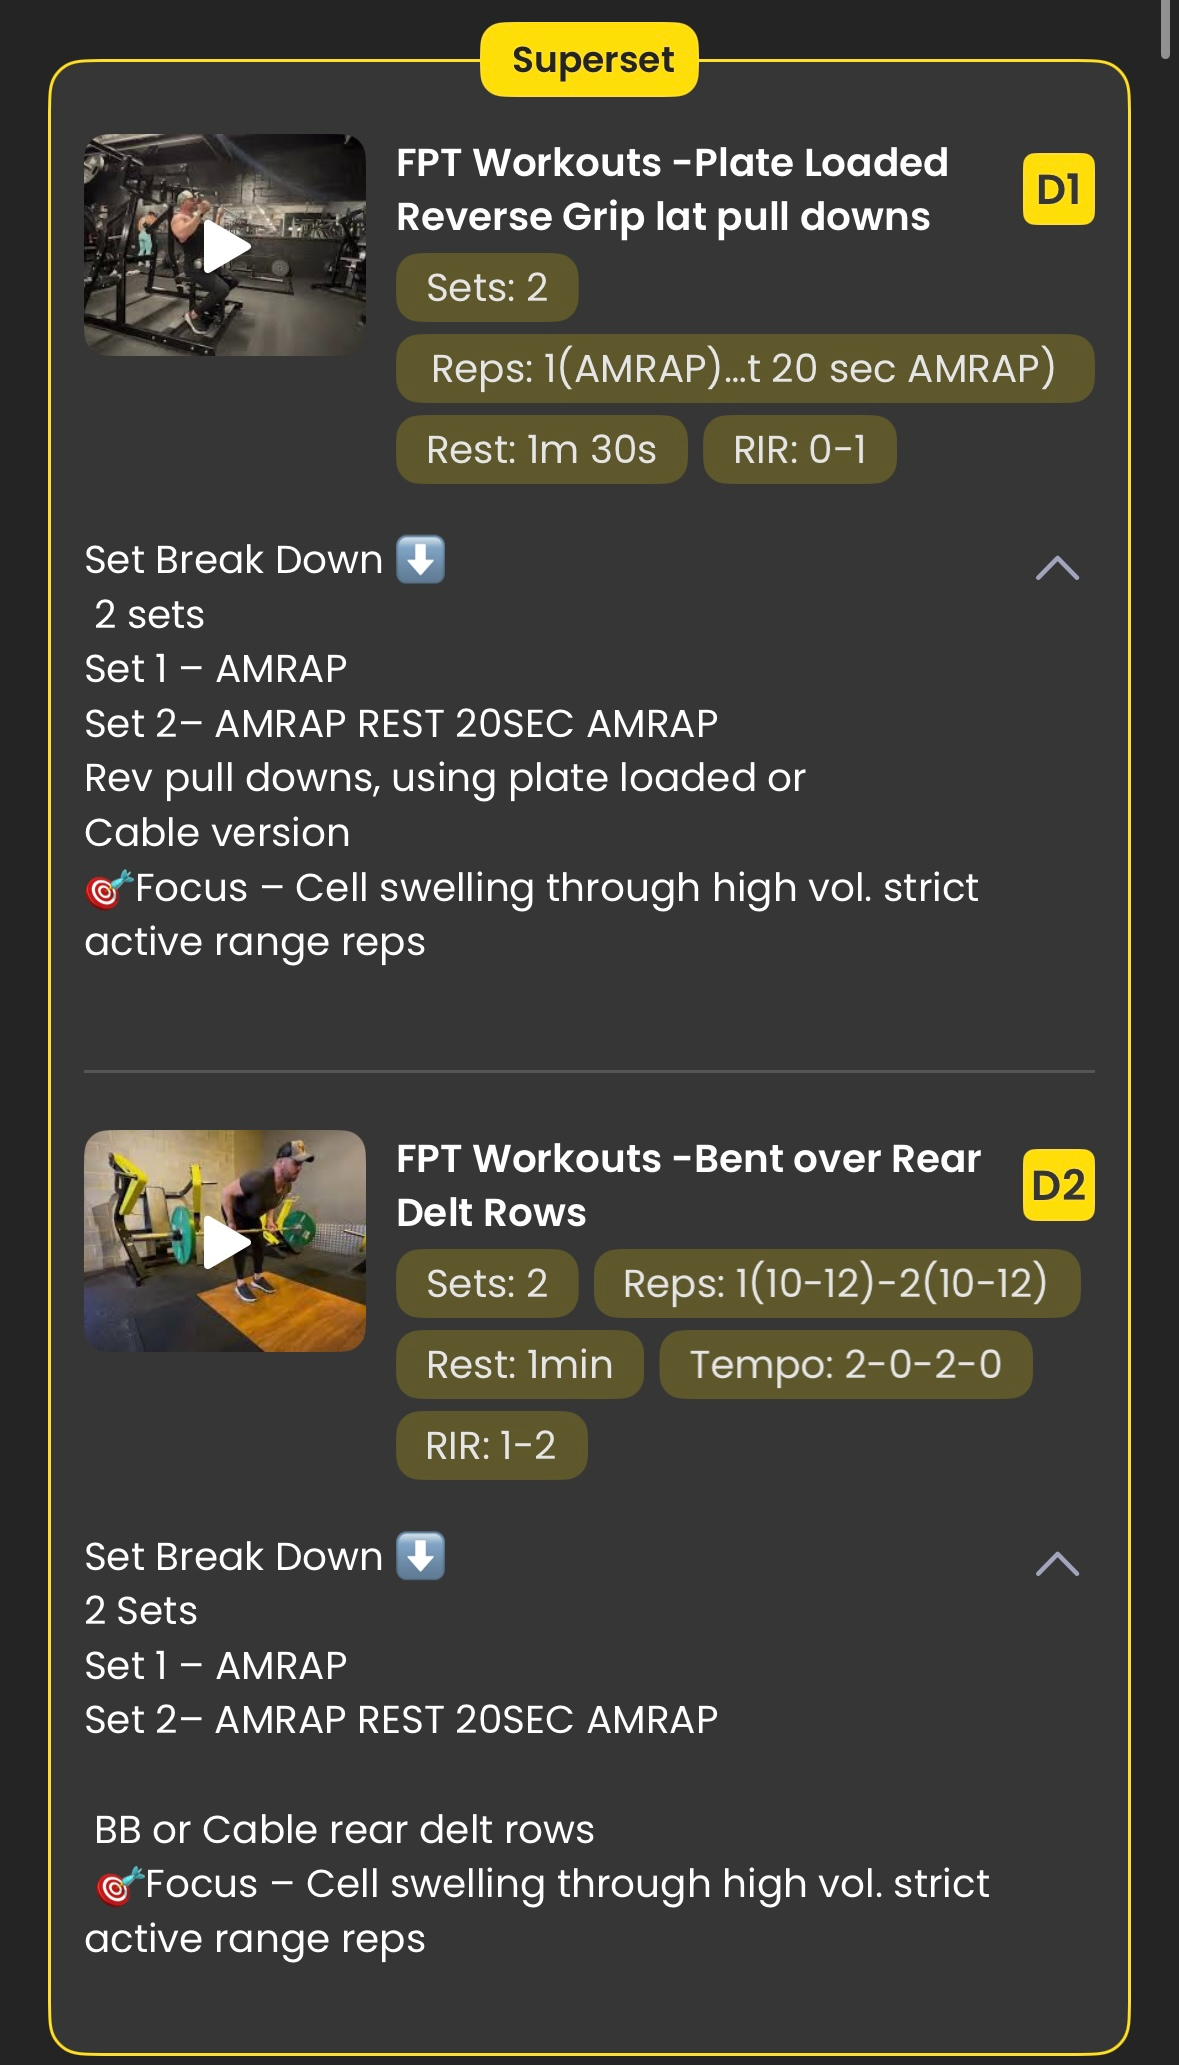 Superset
FPT Workouts -Plate Loaded
Reverse Grip lat pull downs
D1
Sets: 2
Reps: 1(AMRAP)...t 20 sec AMRAP)
Rest: 1m 30s
RIR: 0-1
Set Break Down ⬇️
2 sets
Set 1 – AMRAP
Set 2– AMRAP REST 20SEC AMRAP
Rev pull downs, using plate loaded or
Cable version
🎯Focus – Cell swelling through high vol. strict
active range reps
FPT Workouts -Bent over Rear
Delt Rows
D2
Sets: 2
Reps: 1(10-12)-2(10-12)
Rest: 1min
Tempo: 2-0-2-0
RIR: 1-2
Set Break Down ⬇️
2 Sets
Set 1 – AMRAP
Set 2– AMRAP REST 20SEC AMRAP
BB or Cable rear delt rows
🎯Focus – Cell swelling through high vol. strict
active range reps